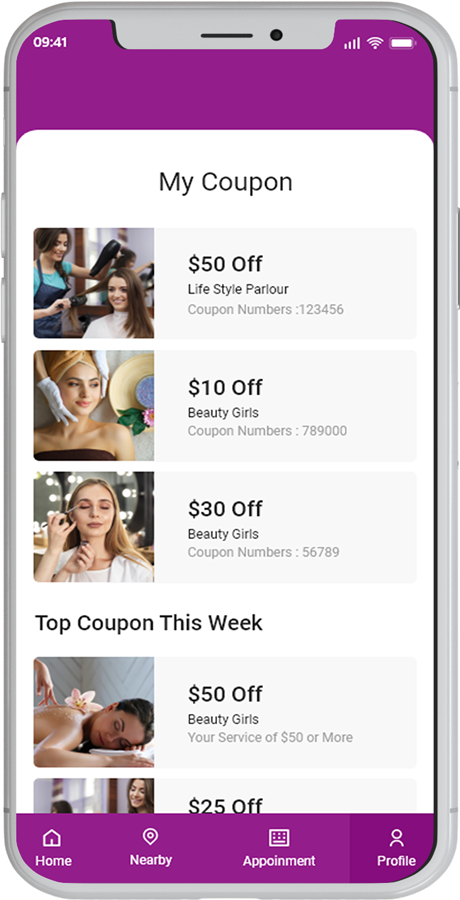 09:41
My Coupon
$50 Off
Life Style Parlour
Coupon Numbers :123456
$10 Off
Beauty Girls
Coupon Numbers : 789000
$30 Off
Beauty Girls
Coupon Numbers : 56789
Top Coupon This Week
$50 Off
Beauty Girls
Your Service of $50 or More
$25 Off
Home
Nearby
Appoinment
Profile